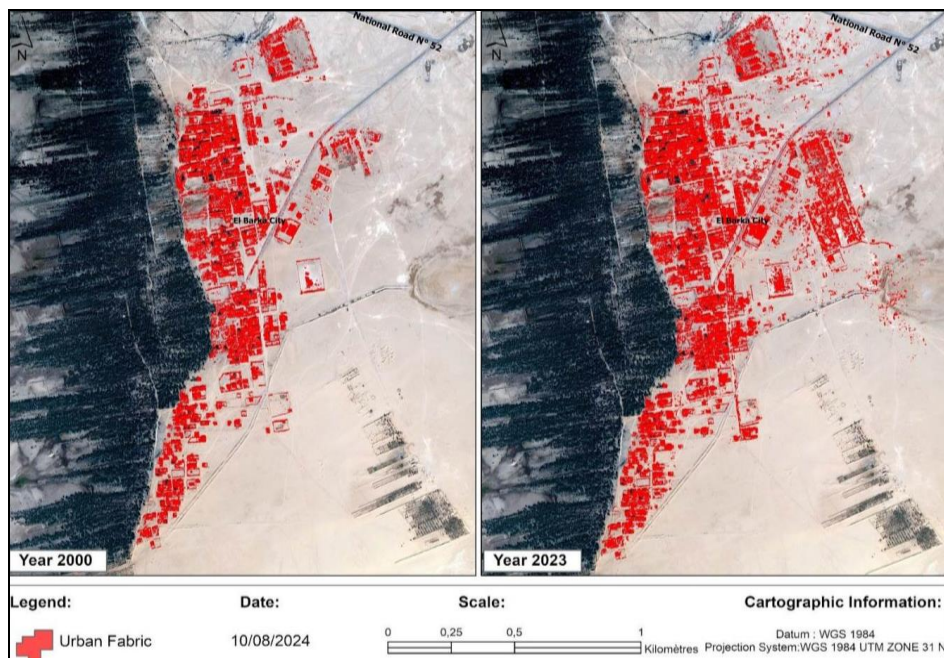 National Road N° 52
N
El Barka City
Year 2000
National Road N° 52
N
El Barka City
Year 2023
Legend:
Urban Fabric
Date:
10/08/2024
Scale:
0 0,25 0,5 1
Kilomètres
Cartographic Information:
Datum : WGS 1984
Projection System:WGS 1984 UTM ZONE 31 N